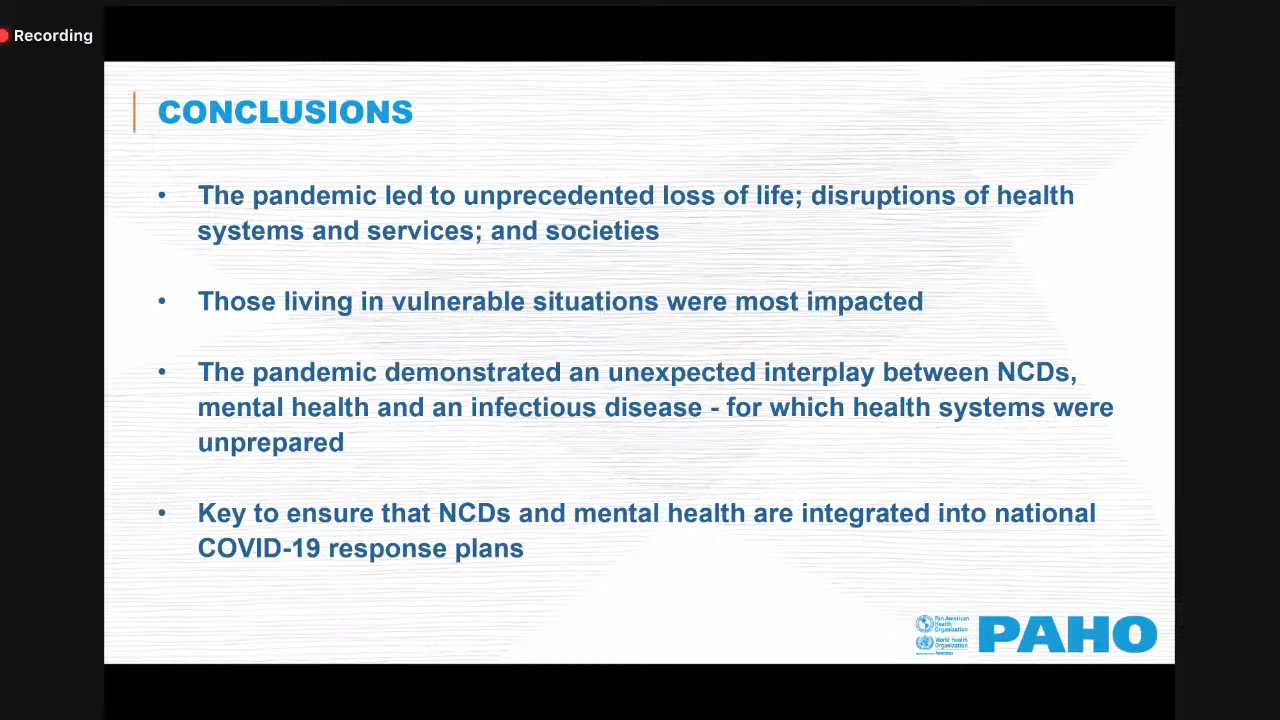 Recording
CONCLUSIONS
• The pandemic led to unprecedented loss of life; disruptions of health
systems and services; and societies
• Those living in vulnerable situations were most impacted
• The pandemic demonstrated an unexpected interplay between NCDs,
mental health and an infectious disease - for which health systems were
unprepared
• Key to ensure that NCDs and mental health are integrated into national
COVID-19 response plans
Pan American
Health
Organization
World Health
Organization
Americas
PAHO